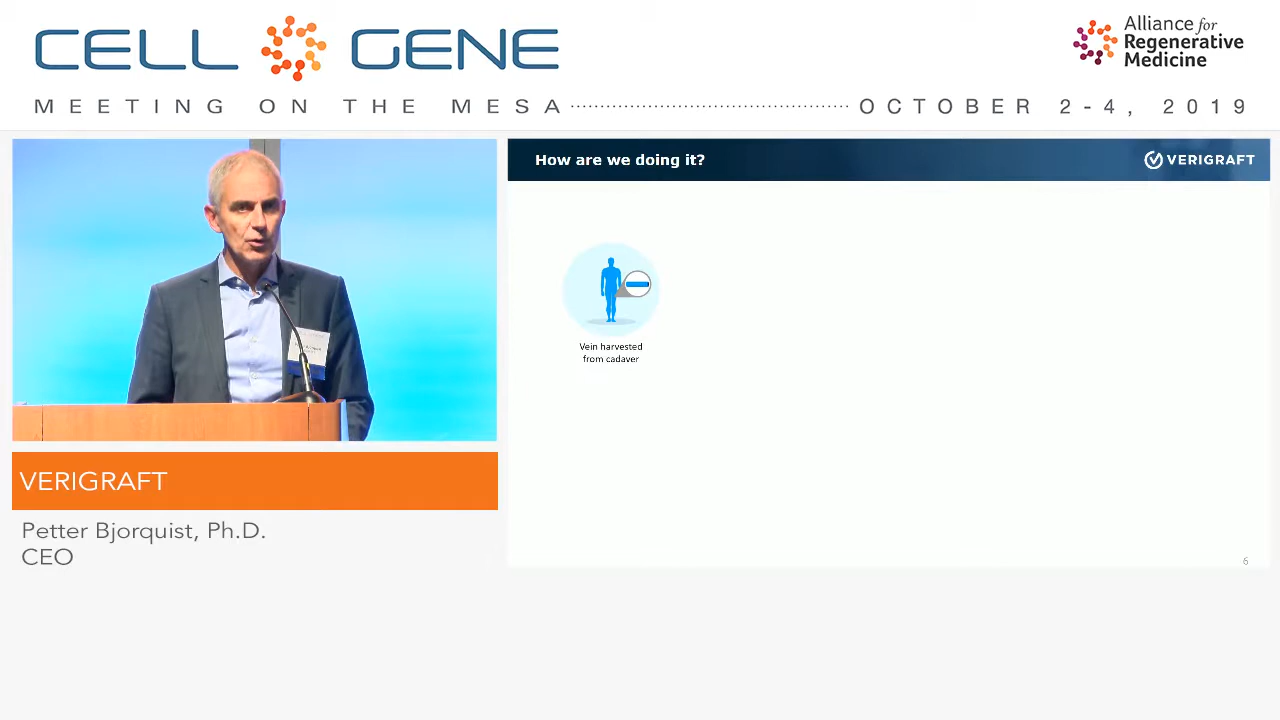 CELL GENE
Alliance for
Regenerative
Medicine
MEETING ON THE MESA
OCTOBER 2-4, 2019
How are we doing it?
VERIGRAFT
Vein harvested
from cadaver
6
VERIGRAFT
Petter Bjorquist, Ph.D.
CEO